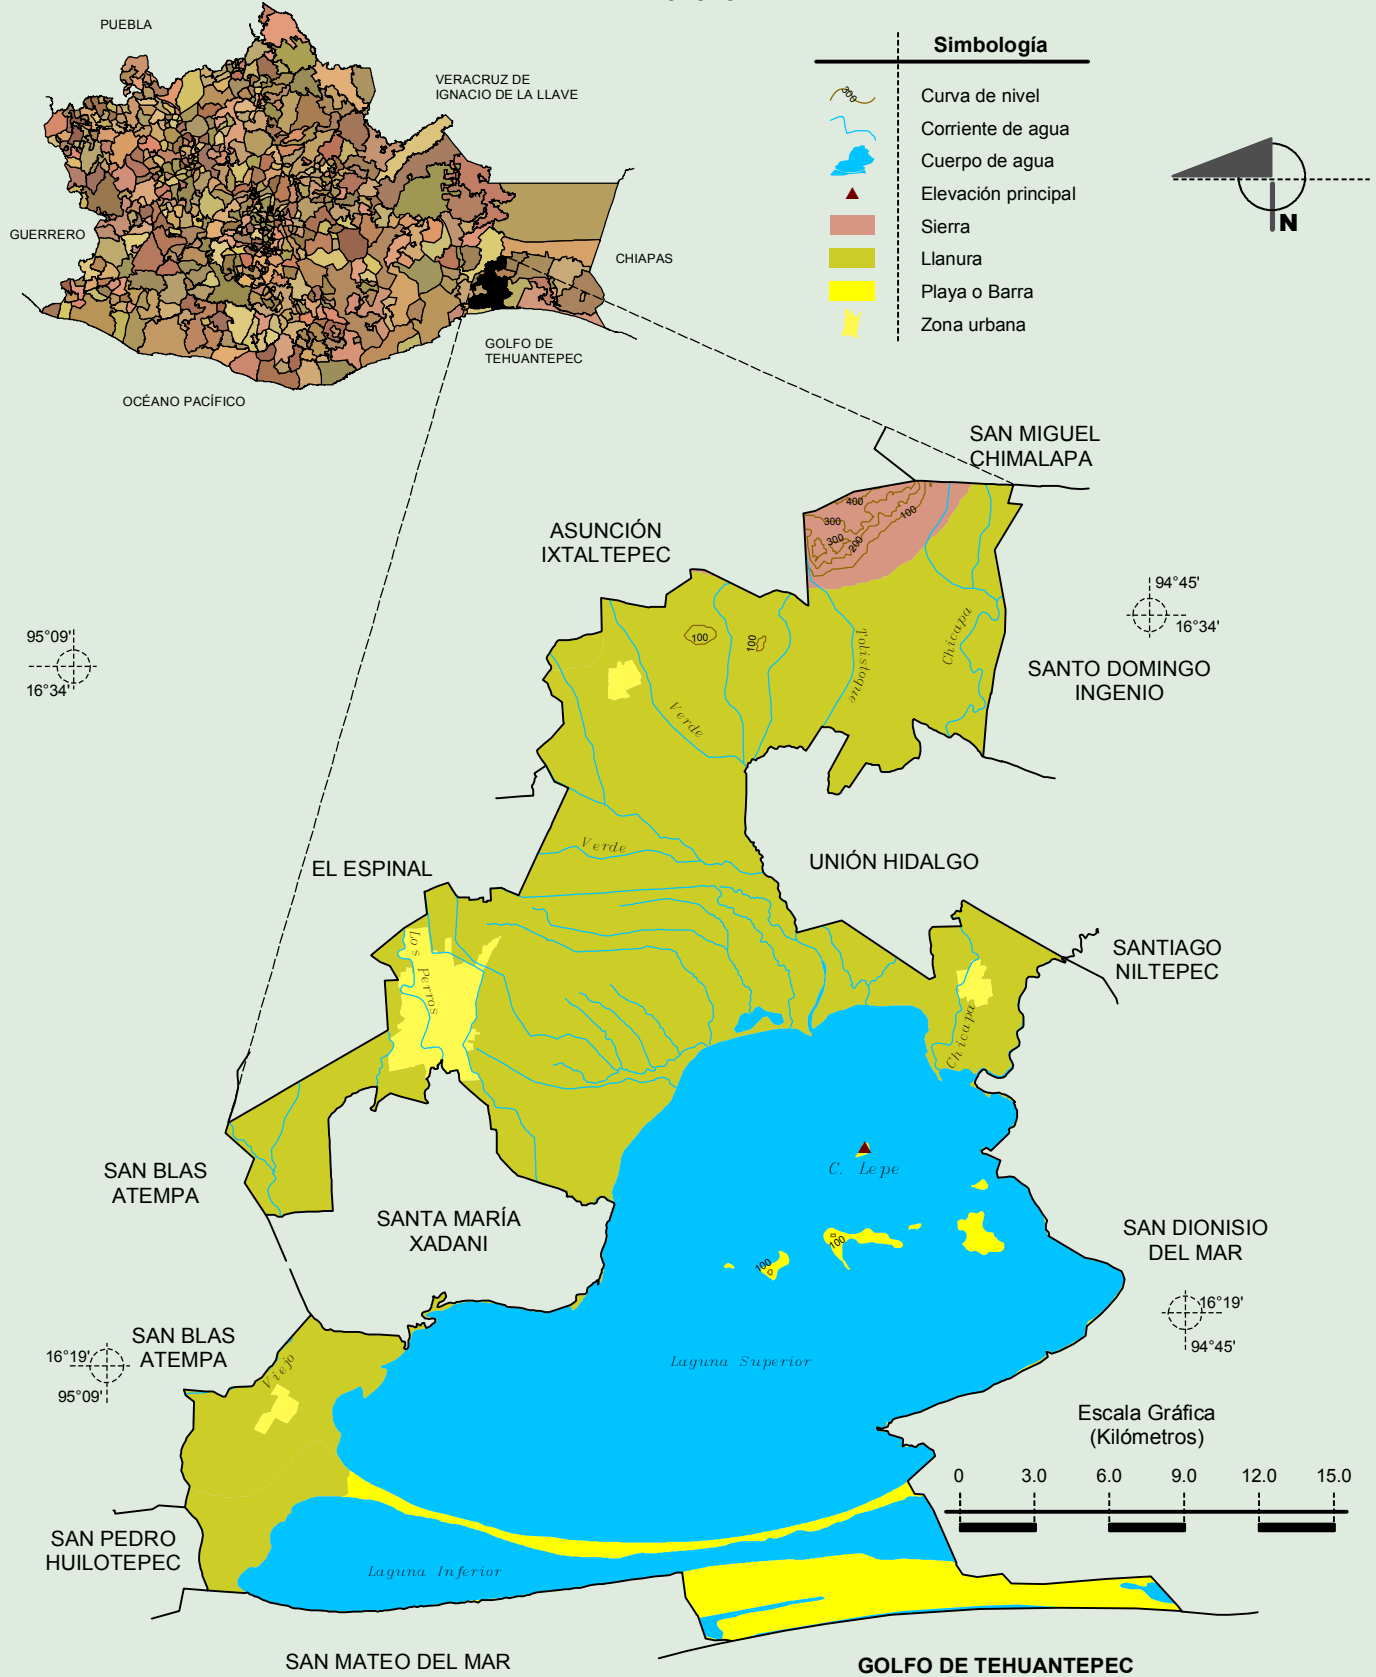 PUEBLA
VERACRUZ DE
IGNACIO DE LA LLAVE
GUERRERO
CHIAPAS
GOLFO DE
TEHUANTEPEC
OCÉANO PACÍFICO
Simbología
300
Curva de nivel
Corriente de agua
Cuerpo de agua
Elevación principal
Sierra
Llanura
Playa o Barra
Zona urbana
N
SAN MIGUEL
CHIMALAPA
ASUNCIÓN
IXTALTEPEC
400
300
100
300
200
94°45'
16°34'
95°09'
16°34'
100
100
Tolistoque
Chicapa
SANTO DOMINGO
INGENIO
Verde
Verde
EL ESPINAL
UNIÓN HIDALGO
Los Perros
SANTIAGO
NILTEPEC
Chicapa
C. Lepe
SAN BLAS
ATEMPA
SANTA MARÍA
XADANI
100
100
SAN DIONISIO
DEL MAR
16°19'
94°45'
SAN BLAS
ATEMPA
16°19'
95°09'
Viejo
Laguna Superior
Escala Gráfica
(Kilómetros)
0 3.0 6.0 9.0 12.0 15.0
SAN PEDRO
HUILOTEPEC
Laguna Inferior
SAN MATEO DEL MAR
GOLFO DE TEHUANTEPEC